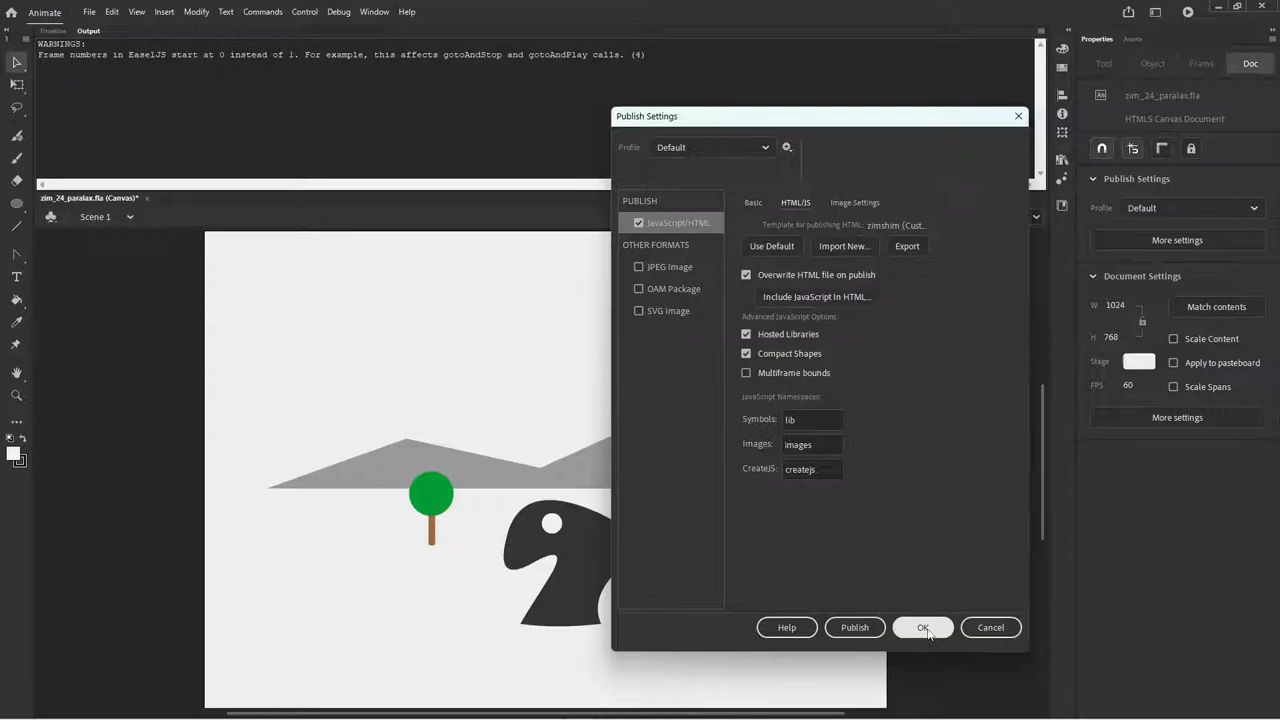 Animate
File
Edit
View
Insert
Modify
Text
Commands
Control
Debug
Window
Help
Timeline
Output
WARNINGS:
Frame numbers in EaselJS start at 0 instead of 1. For example, this affects gotoAndStop and gotoAndPlay calls. (4)
zim_24_paralax.fla (Canvas)*
Scene 1
Publish Settings
Profile
Default
PUBLISH
JavaScript/HTML
OTHER FORMATS
JPEG Image
OAM Package
SVG Image
Basic
HTML/JS
Image Settings
Template for publishing HTML: zimshim (Cust...
Use Default
Import New...
Export
Overwrite HTML file on publish
Include JavaScript In HTML...
Advanced JavaScript Options:
Hosted Libraries
Compact Shapes
Multiframe bounds
JavaScript Namespaces:
Symbols: lib
Images: images
CreateJS: createjs
Help
Publish
OK
Cancel
Properties
Assets
Tool
Object
Frame
Doc
An
zim_24_paralax.fla
HTML5 Canvas Document
Publish Settings
Profile
Default
More settings
Document Settings
W 1024
Match contents
H 768
Scale Content
Stage
Apply to pasteboard
FPS 60
Scale Spans
More settings